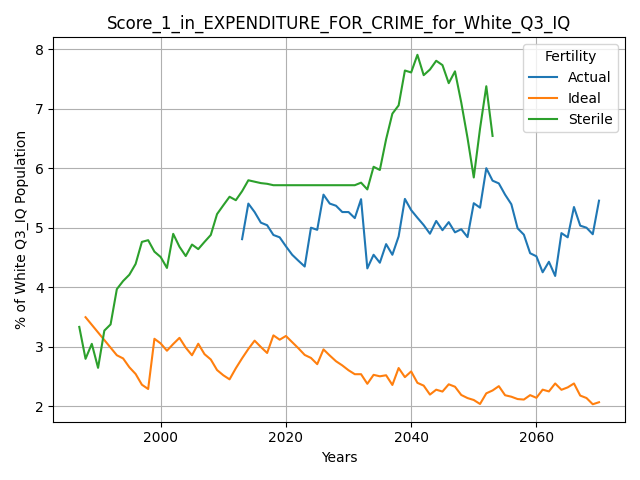 Score_1_in_EXPENDITURE_FOR_CRIME_for_White_Q3_IQ
Fertility
Actual
Ideal
Sterile
% of White Q3_IQ Population
8
7
6
5
4
3
2
2000 2020 2040 2060
Years